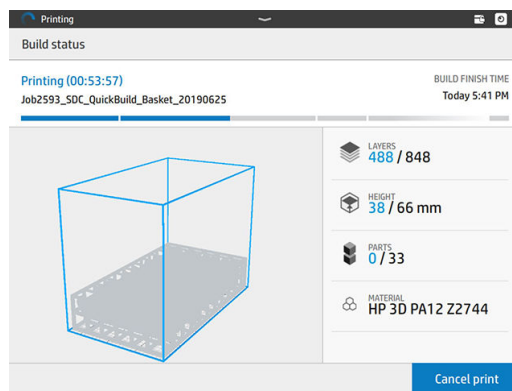 Printing
Build status
Printing (00:53:57)
Job2593_SDC_QuickBuild_Basket_20190625
BUILD FINISH TIME
Today 5:41 PM
LAYERS
488 / 848
HEIGHT
38 / 66 mm
PARTS
0 / 33
MATERIAL
HP 3D PA12 Z2744
Cancel print